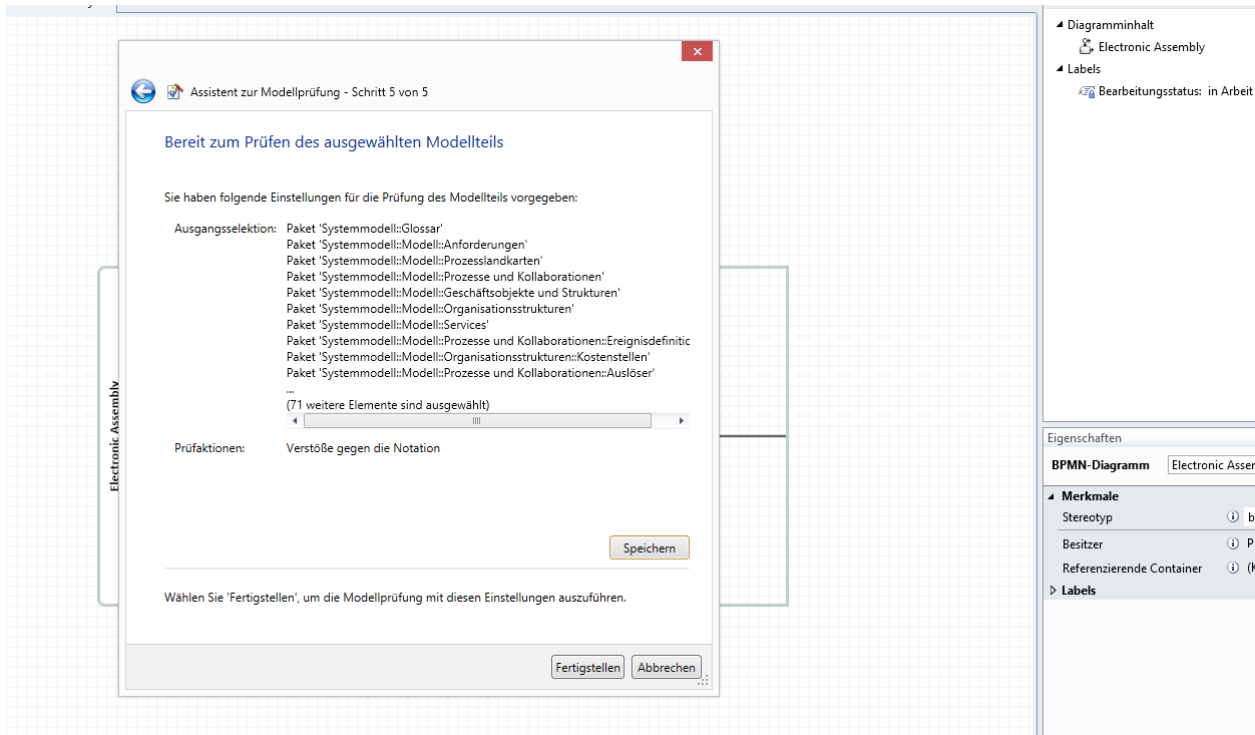 Assistent zur Modellprüfung - Schritt 5 von 5
Bereit zum Prüfen des ausgewählten Modellteils
Sie haben folgende Einstellungen für die Prüfung des Modellteils vorgegeben:
Ausgangsselektion: Paket 'Systemmodell::Glossar'
Paket 'Systemmodell::Modell::Anforderungen'
Paket 'Systemmodell::Modell::Prozesslandkarten'
Paket 'Systemmodell::Modell::Prozesse und Kollaborationen'
Paket 'Systemmodell::Modell::Geschäftsobjekte und Strukturen'
Paket 'Systemmodell::Modell::Organisationsstrukturen'
Paket 'Systemmodell::Modell::Services'
Paket 'Systemmodell::Modell::Prozesse und Kollaborationen::Ereignisdefinitic
Paket 'Systemmodell::Modell::Organisationsstrukturen::Kostenstellen'
Paket 'Systemmodell::Modell::Prozesse und Kollaborationen::Auslöser'
...
(71 weitere Elemente sind ausgewählt)
Prüfaktionen: Verstöße gegen die Notation
Speichern
Wählen Sie 'Fertigstellen', um die Modellprüfung mit diesen Einstellungen auszuführen.
Fertigstellen Abbrechen
Electronic Assembly
Diagramminhalt
Electronic Assembly
Labels
Bearbeitungsstatus: in Arbeit
Eigenschaften
BPMN-Diagramm Electronic Asser
Merkmale
Stereotyp b
Besitzer P
Referenzierende Container (K
Labels